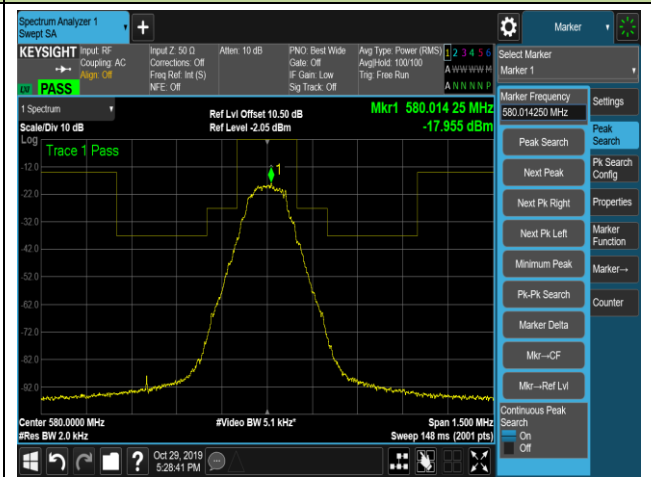 Spectrum Analyzer 1
Swept SA
Marker
KEYSIGHT
Input: RF
Coupling: AC
Align: Off
Input Z: 50 Ω
Corrections: Off
Freq Ref: Int (S)
NFE: Off
Atten: 10 dB
PNO: Best Wide
Gate: Off
IF Gain: Low
Sig Track: Off
Avg Type: Power (RMS)
Avg|Hold: 100/100
Trig: Free Run
1 2 3 4 5 6
A W W W W M
A N N N N P
PASS
Select Marker
Marker 1
1 Spectrum
Scale/Div 10 dB
Ref Lvl Offset 10.50 dB
Ref Level -2.05 dBm
Mkr1 580.014 25 MHz
-17.955 dBm
Log
Trace 1 Pass
1
-12.0
-22.0
-32.0
-42.0
-52.0
-62.0
-72.0
-82.0
-92.0
Center 580.0000 MHz
#Res BW 2.0 kHz
#Video BW 5.1 kHz*
Span 1.500 MHz
Sweep 148 ms (2001 pts)
Marker Frequency
580.014250 MHz
Peak Search
Next Peak
Next Pk Right
Next Pk Left
Minimum Peak
Pk-Pk Search
Marker Delta
Mkr→CF
Mkr→Ref Lvl
Continuous Peak
Search
On
Off
Settings
Peak
Search
Pk Search
Config
Properties
Marker
Function
Marker→
Counter
?
Oct 29, 2019
5:28:41 PM